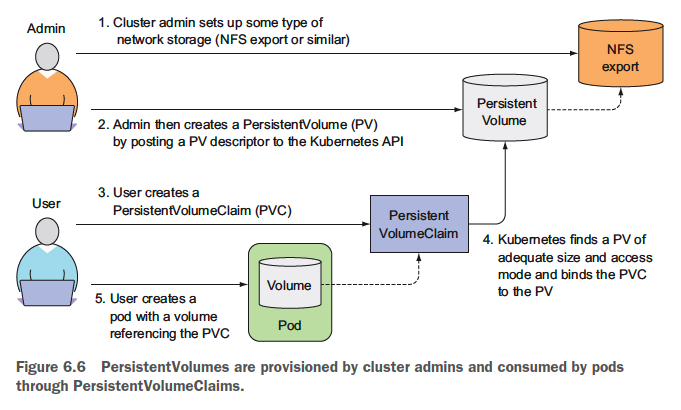 Admin
1. Cluster admin sets up some type of
network storage (NFS export or similar)
NFS
export
Persistent
Volume
2. Admin then creates a PersistentVolume (PV)
by posting a PV descriptor to the Kubernetes API
3. User creates a
PersistentVolumeClaim (PVC)
User
Persistent
VolumeClaim
4. Kubernetes finds a PV of
adequate size and access
mode and binds the PVC
to the PV
Volume
5. User creates a
pod with a volume
referencing the PVC
Pod
Figure 6.6 PersistentVolumes are provisioned by cluster admins and consumed by pods
through PersistentVolumeClaims.